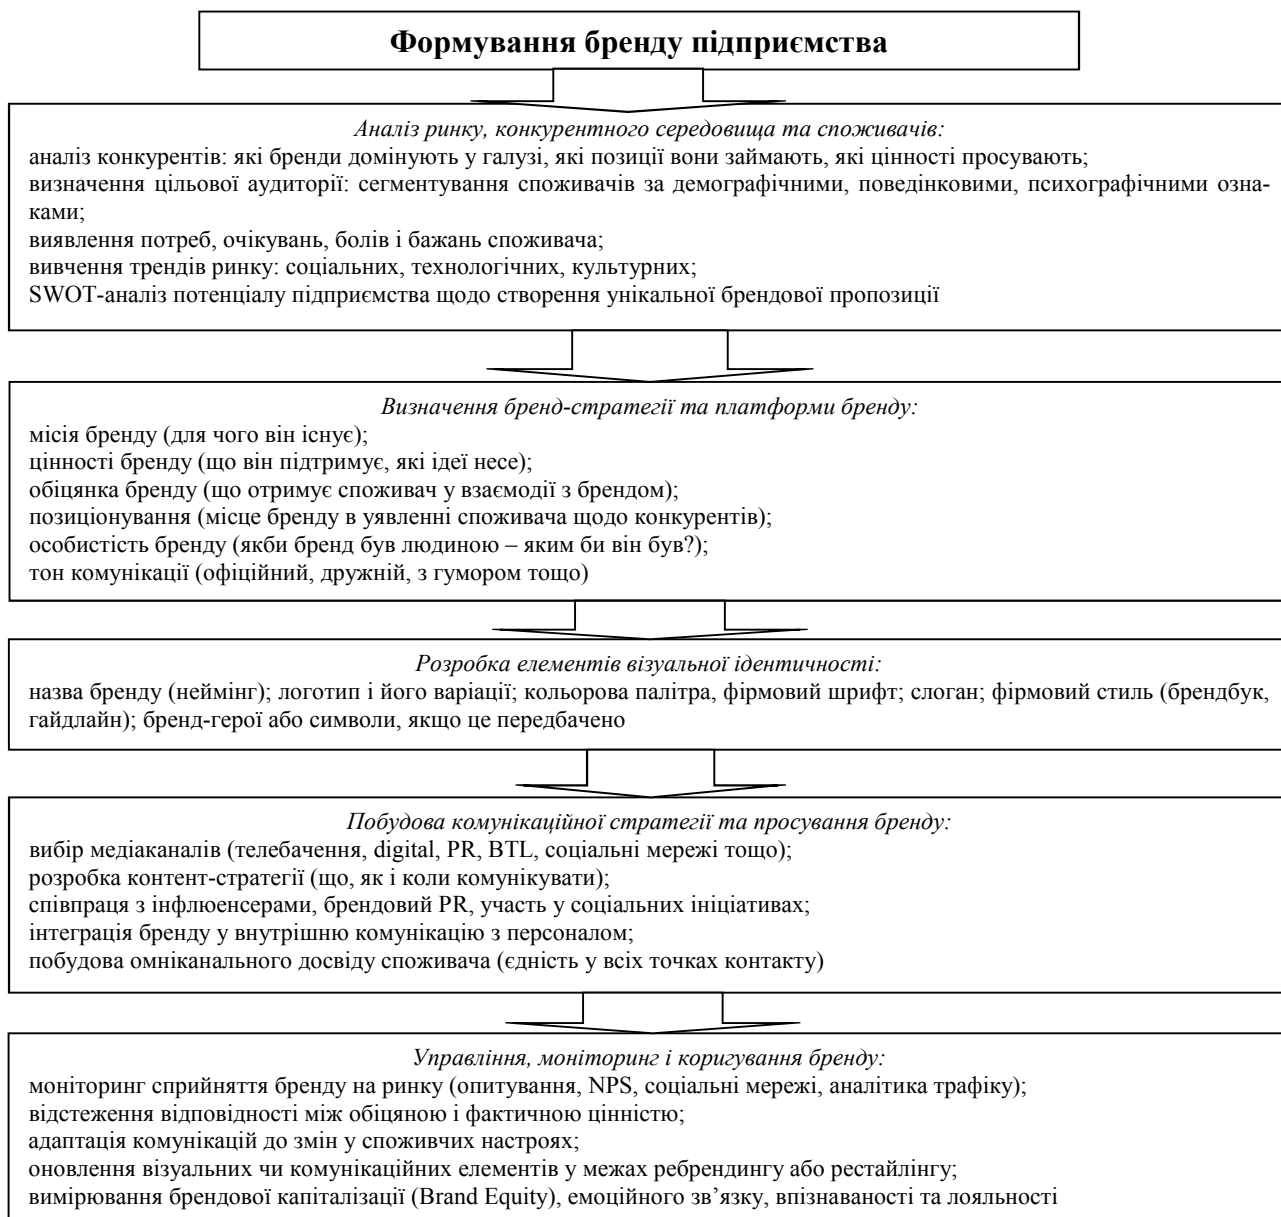 Формування бренду підприємства
Аналіз ринку, конкурентного середовища та споживачів:
аналіз конкурентів: які бренди домінують у галузі, які позиції вони займають, які цінності просувають;
визначення цільової аудиторії: сегментування споживачів за демографічними, поведінковими, психографічними озна-
ками;
виявлення потреб, очікувань, болів і бажань споживача;
вивчення трендів ринку: соціальних, технологічних, культурних;
SWOT-аналіз потенціалу підприємства щодо створення унікальної брендової пропозиції
Визначення бренд-стратегії та платформи бренду:
місія бренду (для чого він існує);
цінності бренду (що він підтримує, які ідеї несе);
обіцянка бренду (що отримує споживач у взаємодії з брендом);
позиціонування (місце бренду в уявленні споживача щодо конкурентів);
особистість бренду (якби бренд був людиною – яким би він був?);
тон комунікації (офіційний, дружній, з гумором тощо)
Розробка елементів візуальної ідентичності:
назва бренду (неймінг); логотип і його варіації; кольорова палітра, фірмовий шрифт; слоган; фірмовий стиль (брендбук,
гайдлайн); бренд-герої або символи, якщо це передбачено
Побудова комунікаційної стратегії та просування бренду:
вибір медіаканалів (телебачення, digital, PR, BTL, соціальні мережі тощо);
розробка контент-стратегії (що, як і коли комунікувати);
співпраця з інфлюенсерами, брендовий PR, участь у соціальних ініціативах;
інтеграція бренду у внутрішню комунікацію з персоналом;
побудова омніканального досвіду споживача (єдність у всіх точках контакту)
Управління, моніторинг і коригування бренду:
моніторинг сприйняття бренду на ринку (опитування, NPS, соціальні мережі, аналітика трафіку);
відстеження відповідності між обіцяною і фактичною цінністю;
адаптація комунікацій до змін у споживчих настроях;
оновлення візуальних чи комунікаційних елементів у межах ребрендингу або рестайлінгу;
вимірювання брендової капіталізації (Brand Equity), емоційного зв’язку, впізнаваності та лояльності